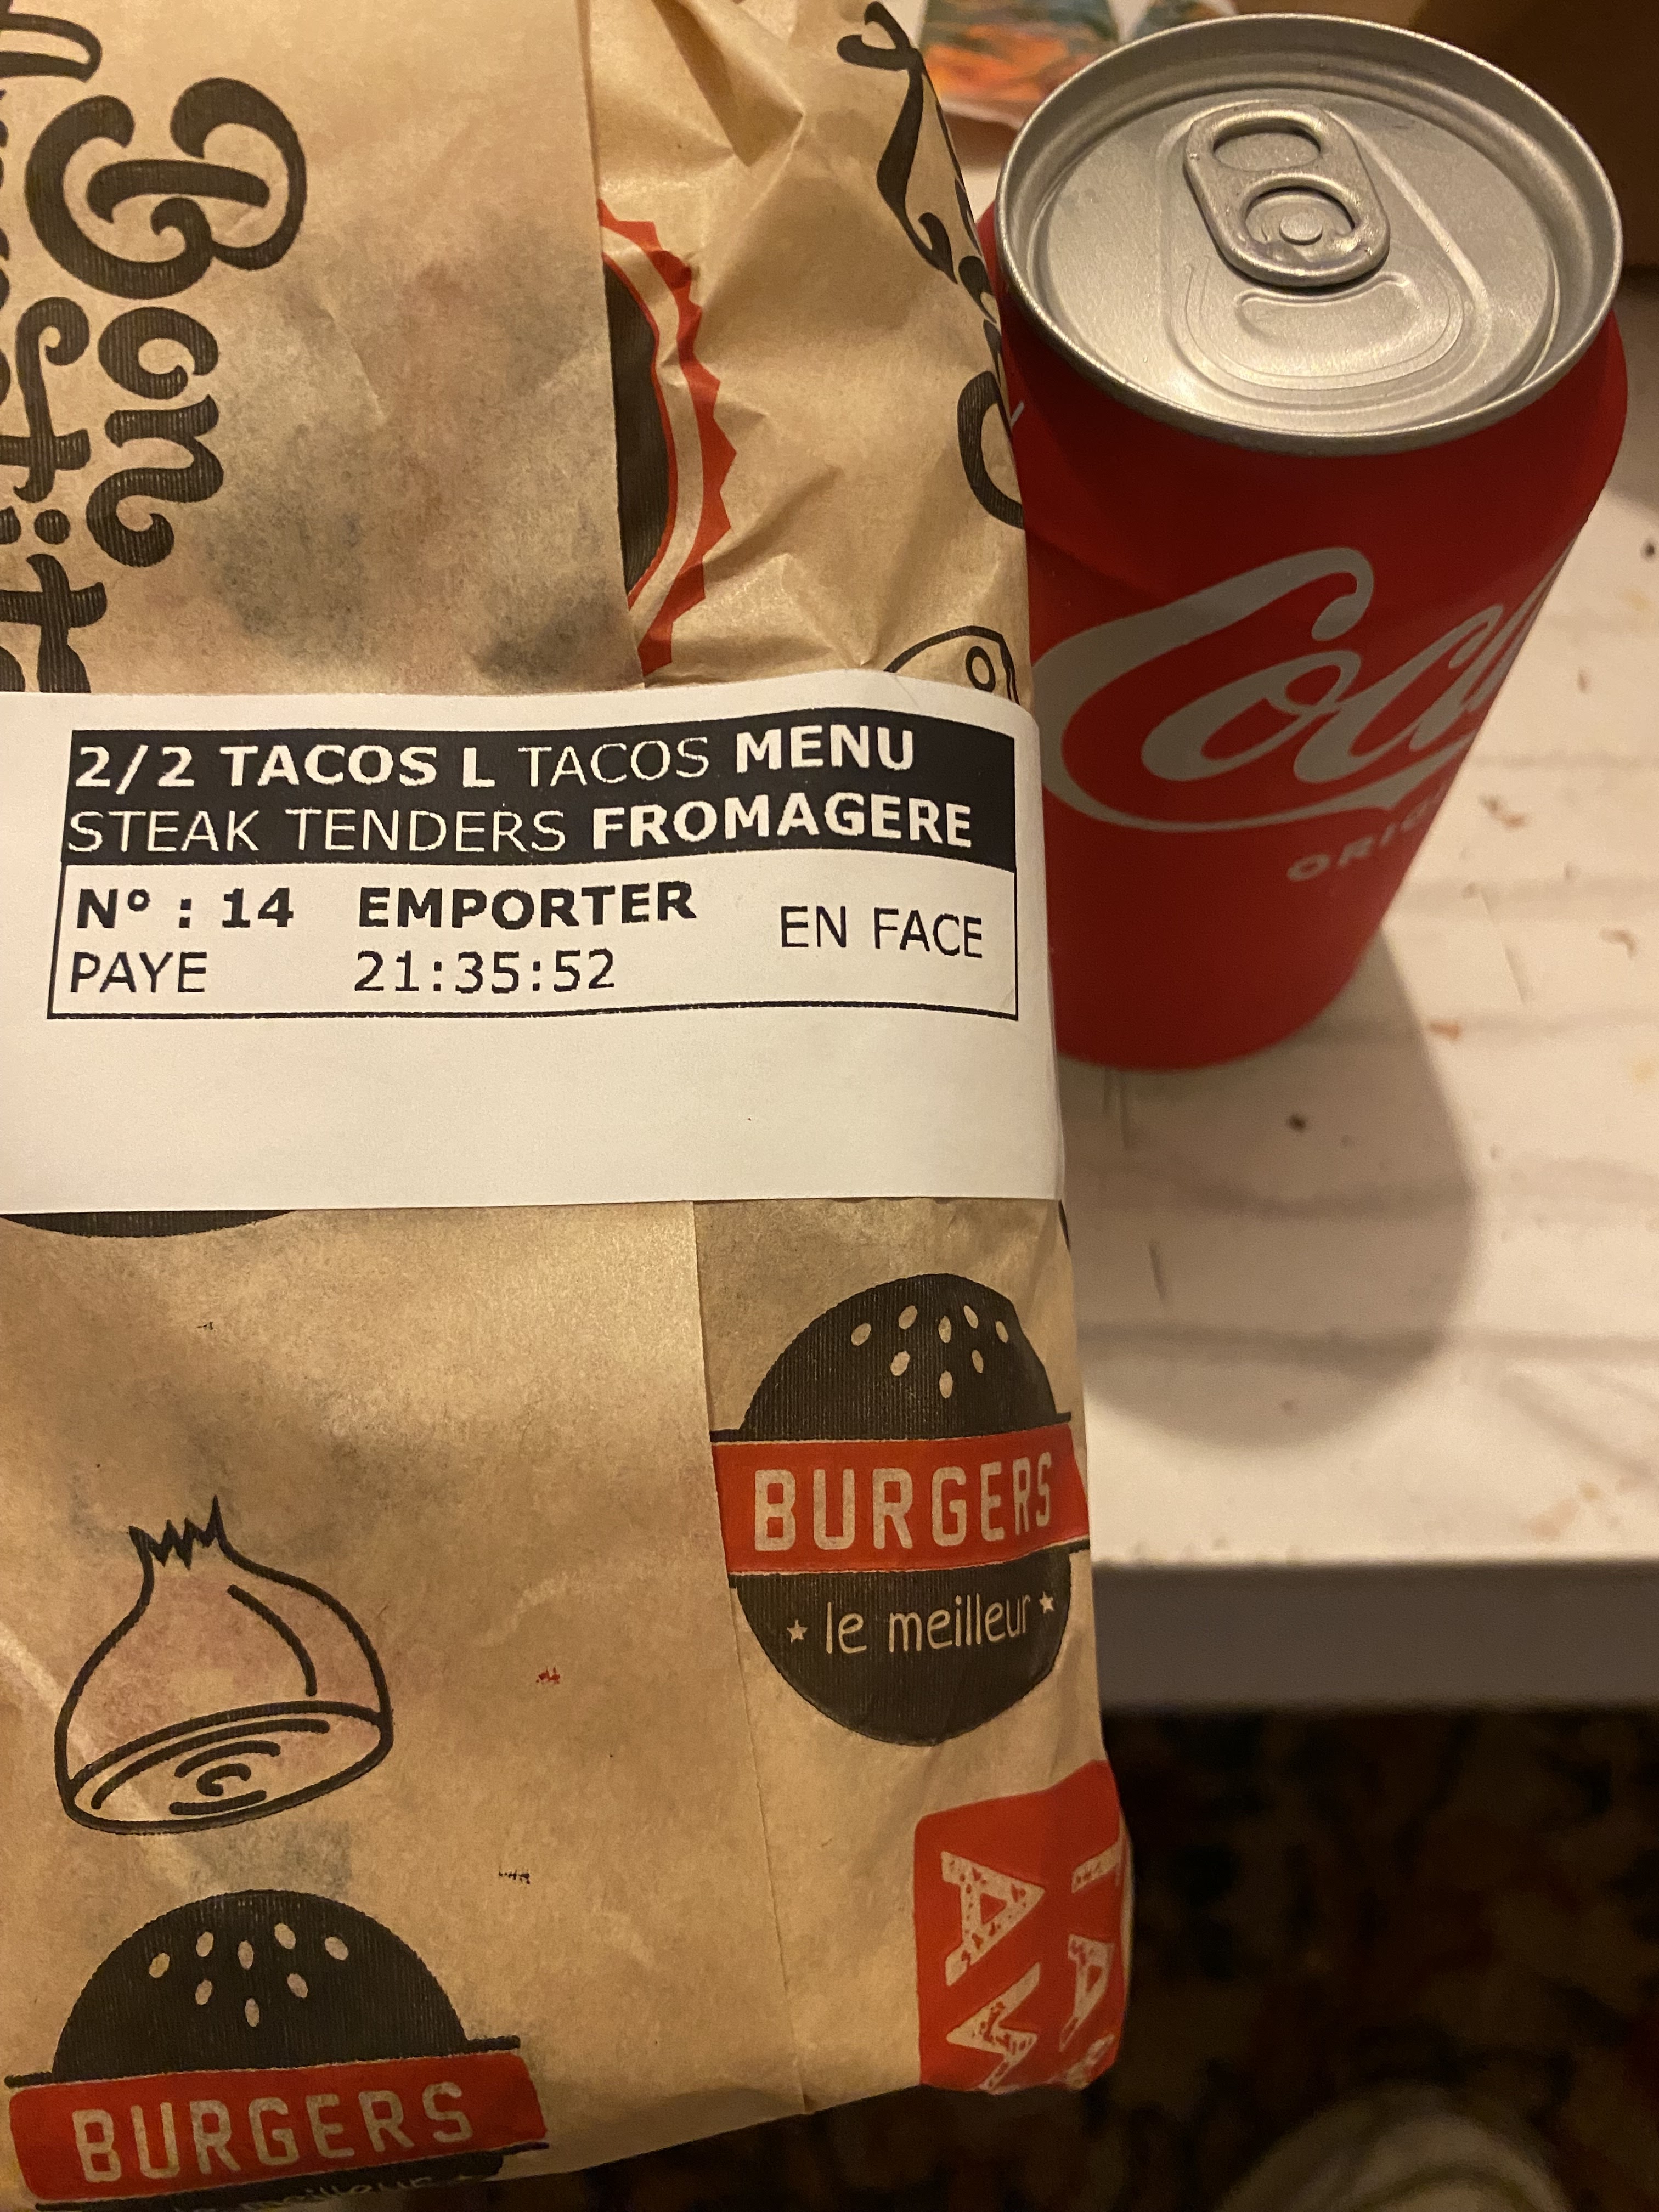 Bon
2/2 TACOS L TACOS MENU
STEAK TENDERS FROMAGERE
N° : 14 EMPORTER EN FACE
PAYE 21:35:52
BURGERS
le meilleur
BURGERS